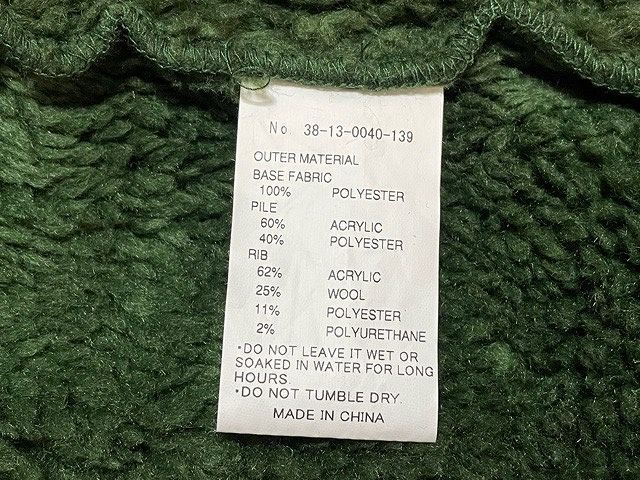 No. 38-13-0040-139
OUTER MATERIAL
BASE FABRIC
100% POLYESTER
PILE
60% ACRYLIC
40% POLYESTER
RIB
62% ACRYLIC
25% WOOL
11% POLYESTER
2% POLYURETHANE
・DO NOT LEAVE IT WET OR
SOAKED IN WATER FOR LONG
HOURS.
・DO NOT TUMBLE DRY.
MADE IN CHINA